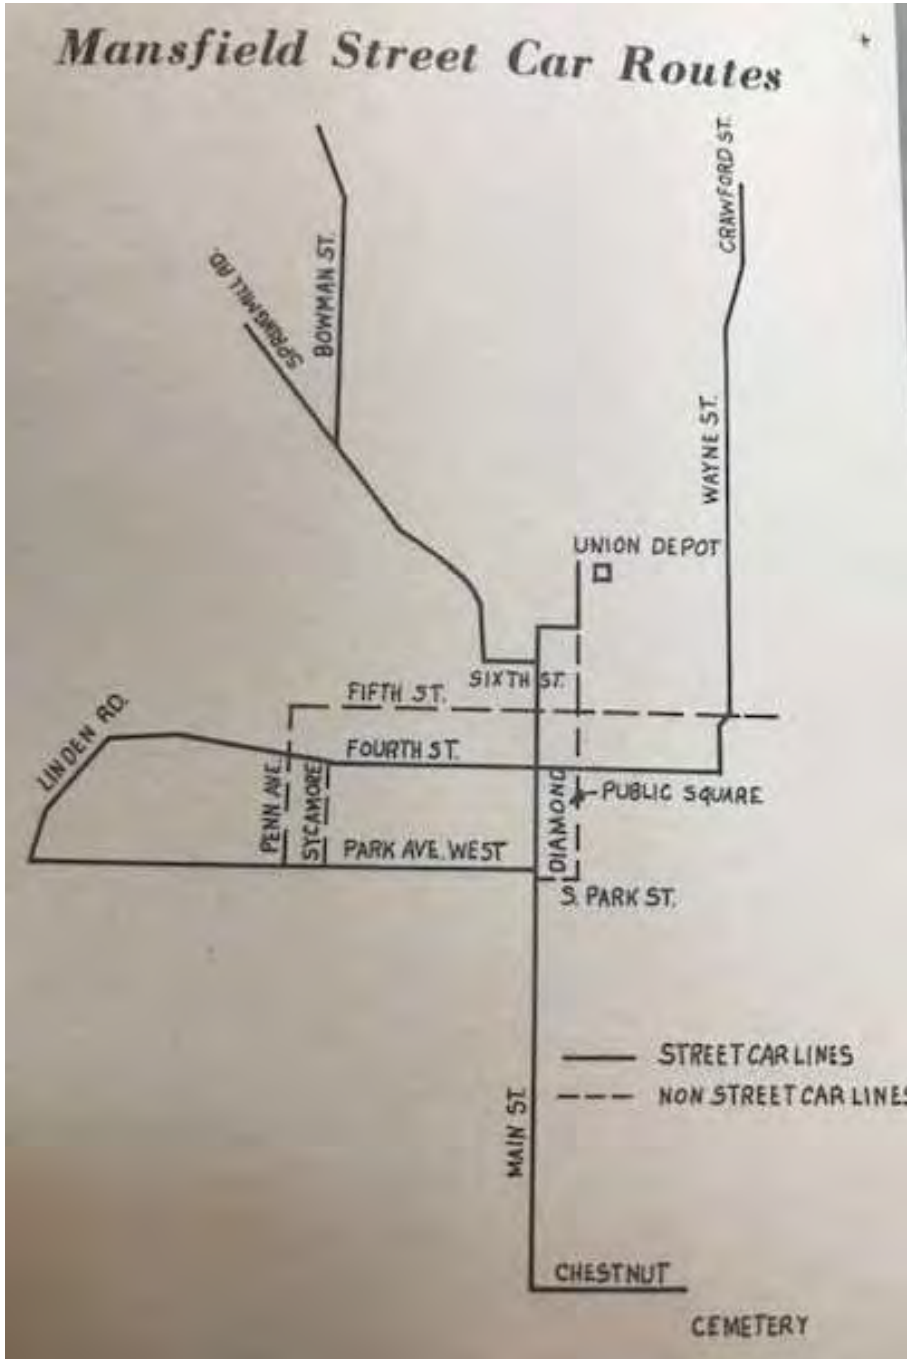 Mansfield Street Car Routes
CRAWFORD ST.
BOWMAN ST.
SPRINGMILL RD.
WAYNE ST.
UNION DEPOT
SIXTH ST.
FIFTH ST.
LINDEN RD.
FOURTH ST.
PENN AVE.
SYCAMORE
DIAMOND
PUBLIC SQUARE
PARK AVE. WEST
S. PARK ST.
STREET CAR LINES
NON STREET CAR LINES
MAIN ST.
CHESTNUT
CEMETERY